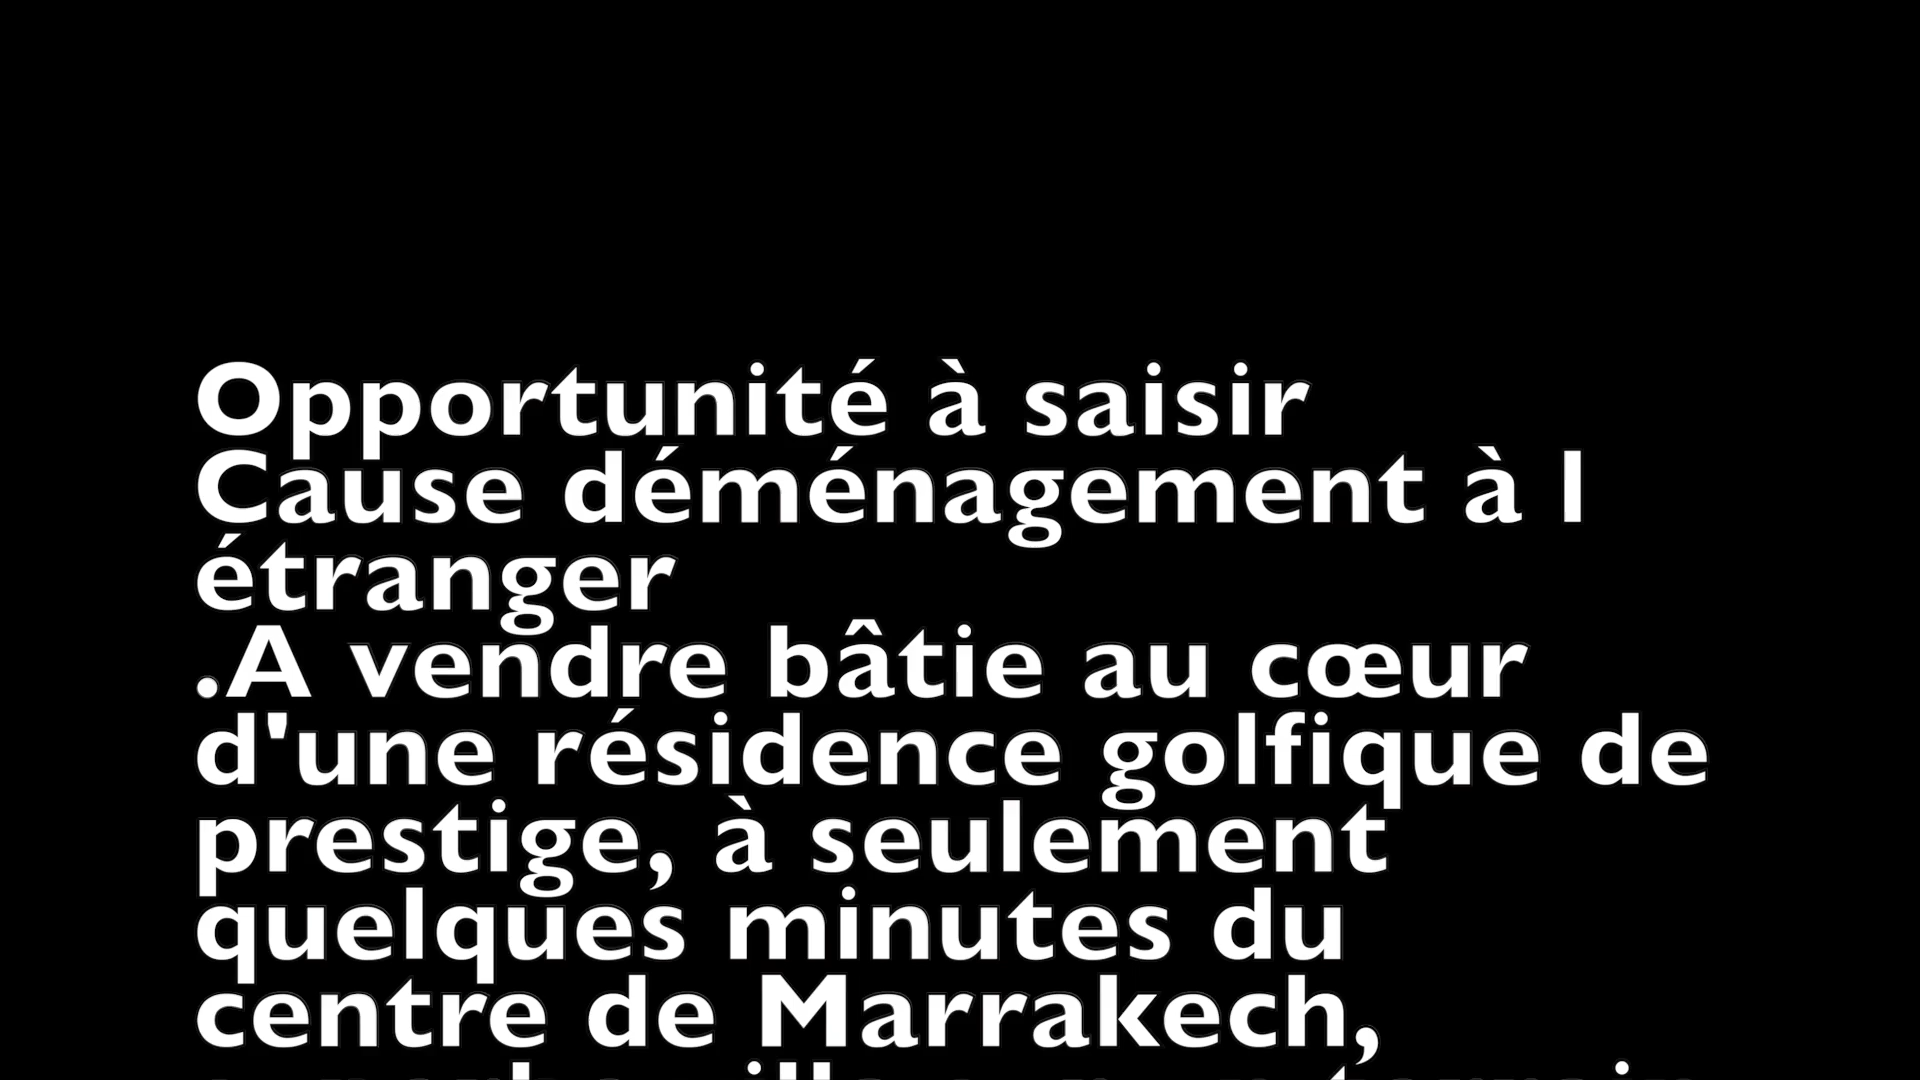 Opportunité à saisir
Cause déménagement à l
étranger
.A vendre bâtie au cœur
d'une résidence golfique de
prestige, à seulement
quelques minutes du
centre de Marrakech,